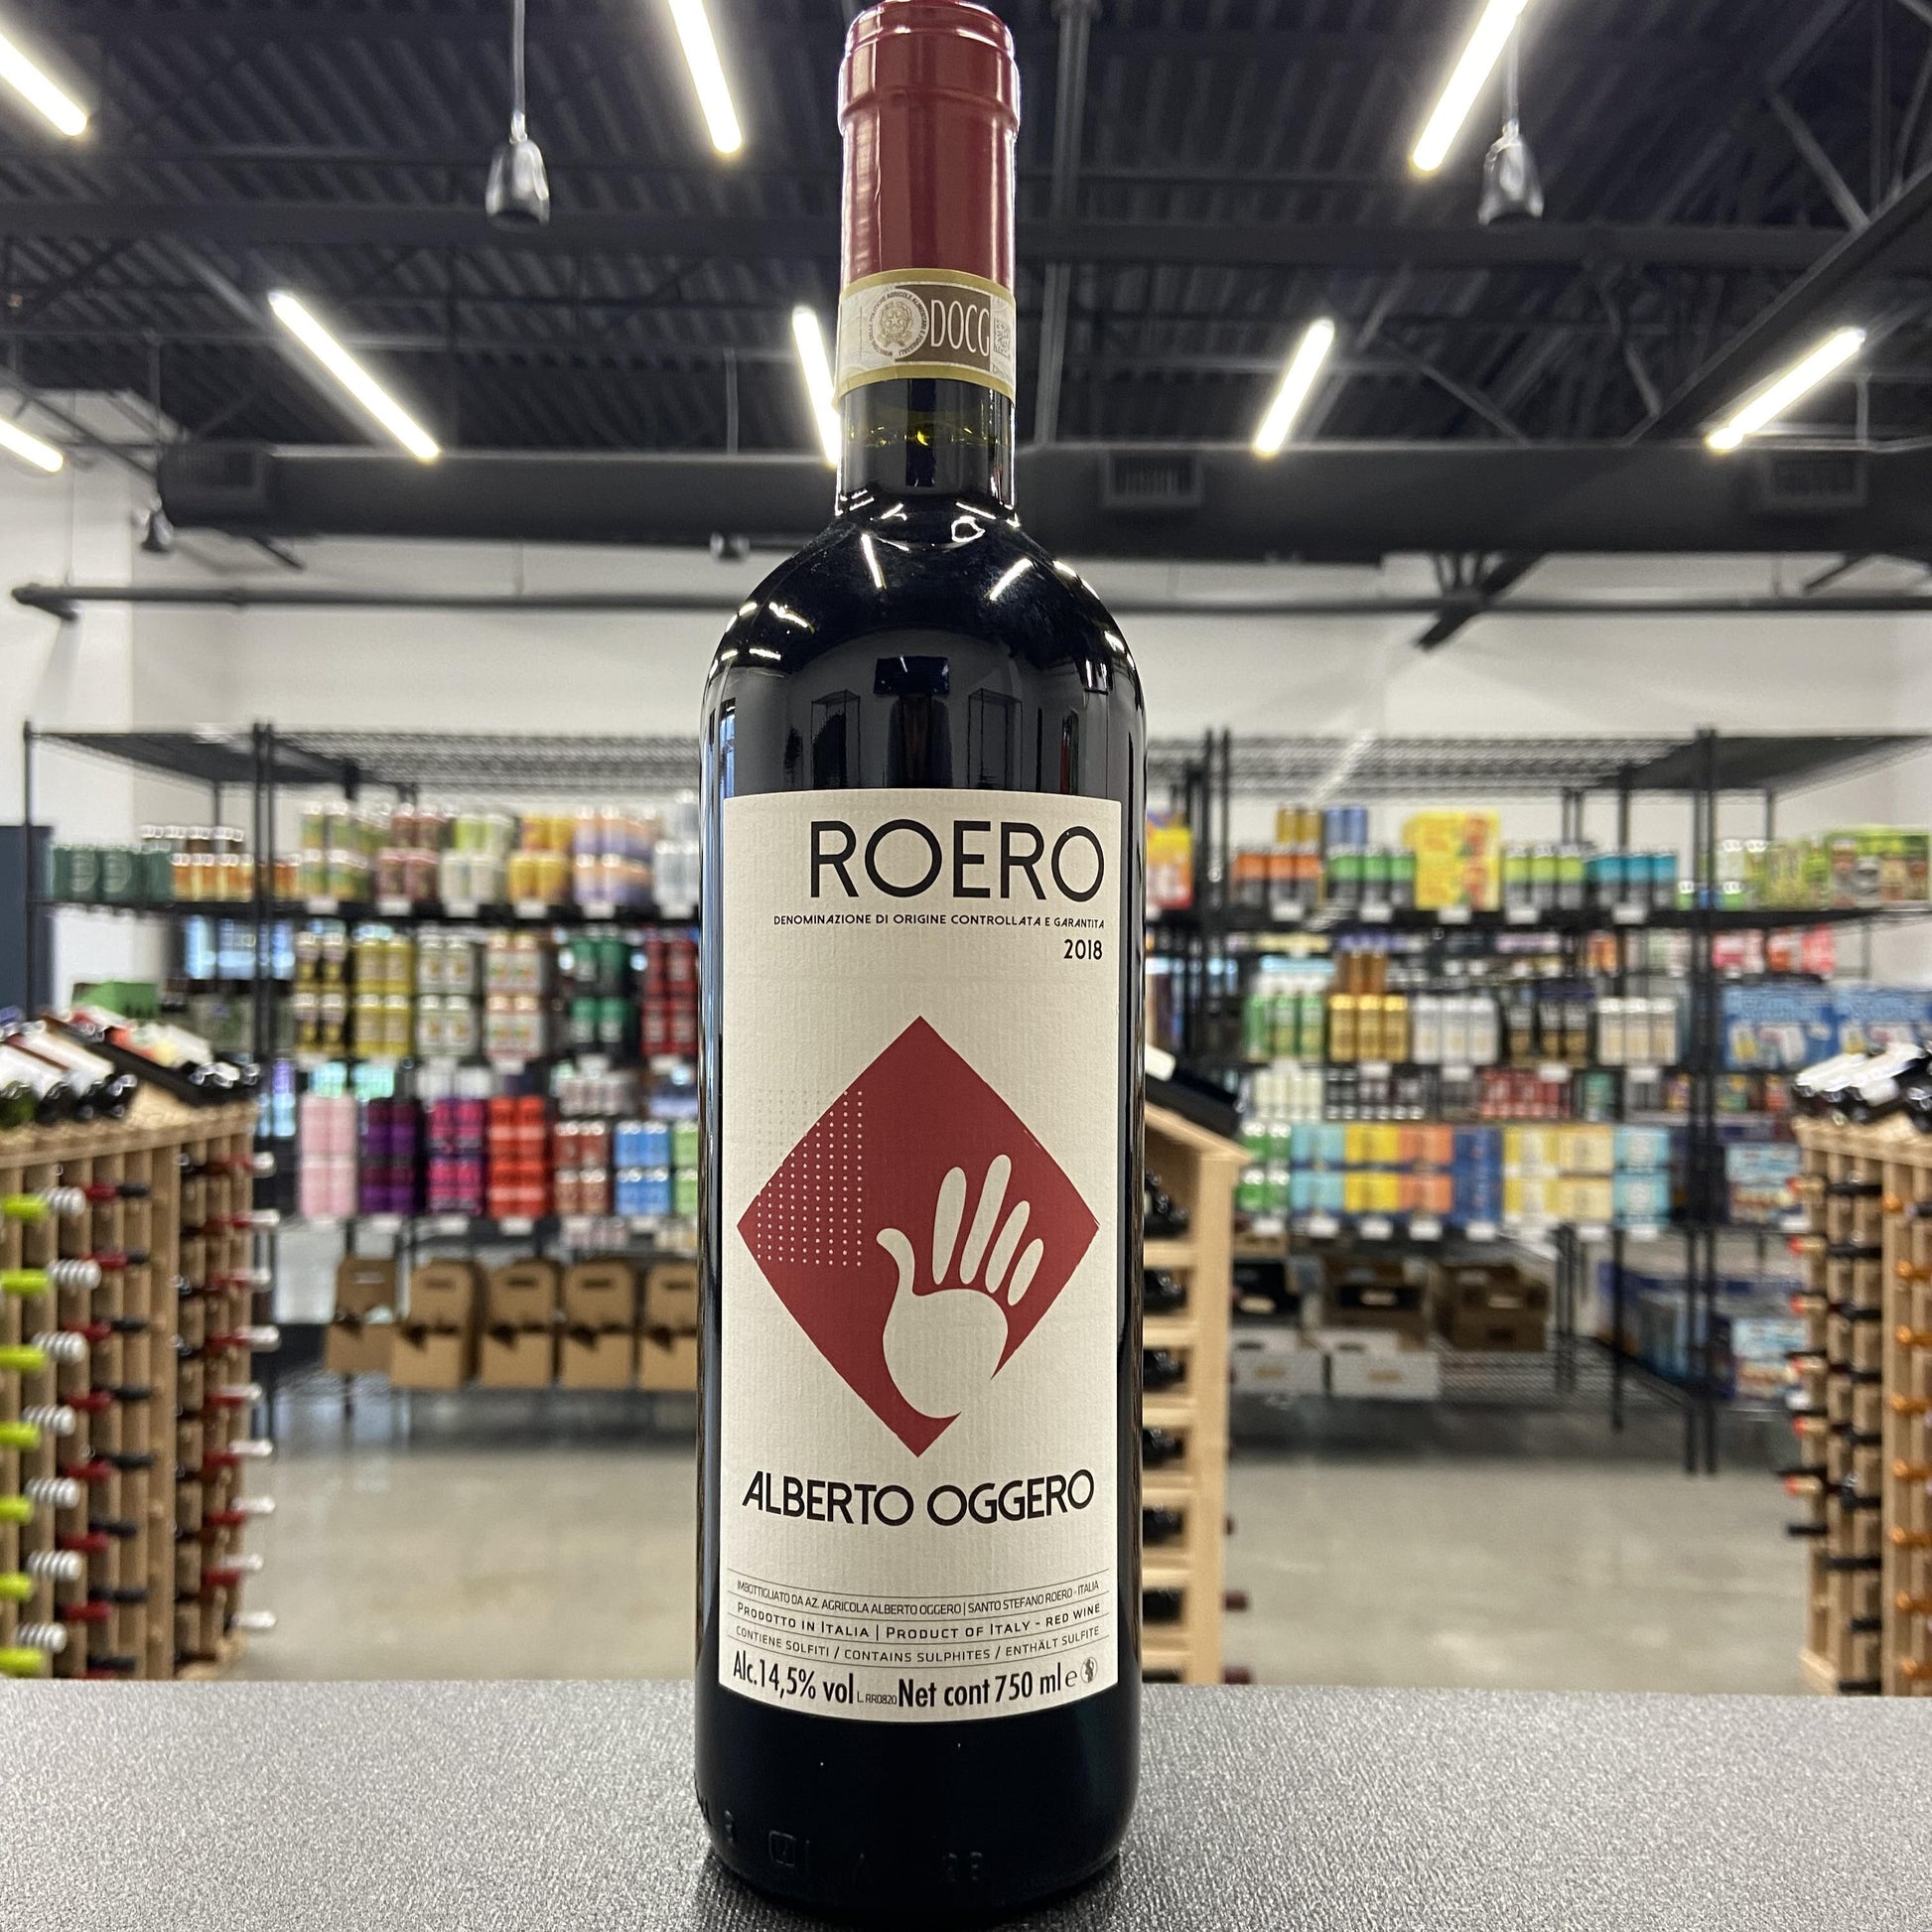 DOCG
ROERO
DENOMINAZIONE DI ORIGINE CONTROLLATA E GARANTITA
2018
ALBERTO OGGERO
IMBOTTIGLIATO DA AZ. AGRICOLA ALBERTO OGGERO | SANTO STEFANO ROERO - ITALIA
PRODOTTO IN ITALIA | PRODUCT OF ITALY - RED WINE
CONTIENE SOLFITI / CONTAINS SULPHITES / ENTHÄLT SULFITE
Alc.14,5% vol L. RR0820 Net cont 750 ml e